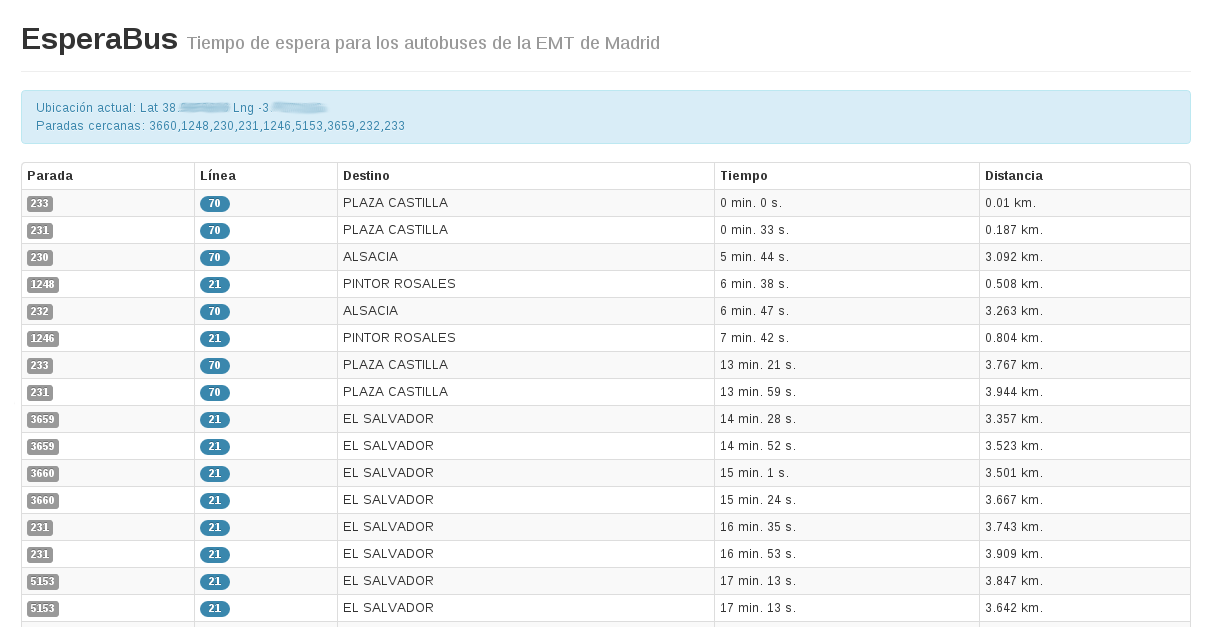 EsperaBus Tiempo de espera para los autobuses de la EMT de Madrid
Ubicación actual: Lat 38. Lng -3.
Paradas cercanas: 3660,1248,230,231,1246,5153,3659,232,233
Parada Línea Destino Tiempo Distancia
233 70 PLAZA CASTILLA 0 min. 0 s. 0.01 km.
231 70 PLAZA CASTILLA 0 min. 33 s. 0.187 km.
230 70 ALSACIA 5 min. 44 s. 3.092 km.
1248 21 PINTOR ROSALES 6 min. 38 s. 0.508 km.
232 70 ALSACIA 6 min. 47 s. 3.263 km.
1246 21 PINTOR ROSALES 7 min. 42 s. 0.804 km.
233 70 PLAZA CASTILLA 13 min. 21 s. 3.767 km.
231 70 PLAZA CASTILLA 13 min. 59 s. 3.944 km.
3659 21 EL SALVADOR 14 min. 28 s. 3.357 km.
3659 21 EL SALVADOR 14 min. 52 s. 3.523 km.
3660 21 EL SALVADOR 15 min. 1 s. 3.501 km.
3660 21 EL SALVADOR 15 min. 24 s. 3.667 km.
231 21 EL SALVADOR 16 min. 35 s. 3.743 km.
231 21 EL SALVADOR 16 min. 53 s. 3.909 km.
5153 21 EL SALVADOR 17 min. 13 s. 3.847 km.
5153 21 EL SALVADOR 17 min. 13 s. 3.642 km.